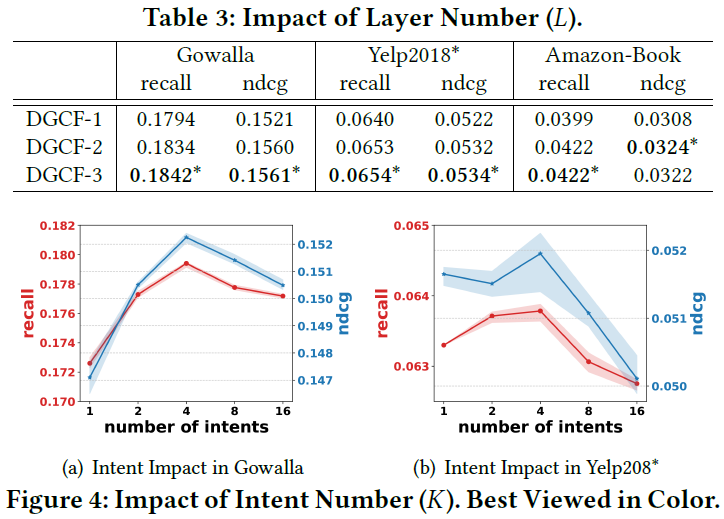 Table 3: Impact of Layer Number (L).
Gowalla Yelp2018* Amazon-Book
recall ndcg recall ndcg recall ndcg
DGCF-1 0.1794 0.1521 0.0640 0.0522 0.0399 0.0308
DGCF-2 0.1834 0.1560 0.0653 0.0532 0.0422 0.0324*
DGCF-3 0.1842* 0.1561* 0.0654* 0.0534* 0.0422* 0.0322
0.182
0.180
0.178
0.176
0.174
0.172
0.170
recall
0.152
0.151
0.150
0.149
0.148
0.147
ndcg
1 2 4 8 16
number of intents
0.065
0.064
0.063
recall
0.052
0.051
0.050
ndcg
1 2 4 8 16
number of intents
(a) Intent Impact in Gowalla
(b) Intent Impact in Yelp208*
Figure 4: Impact of Intent Number (K). Best Viewed in Color.